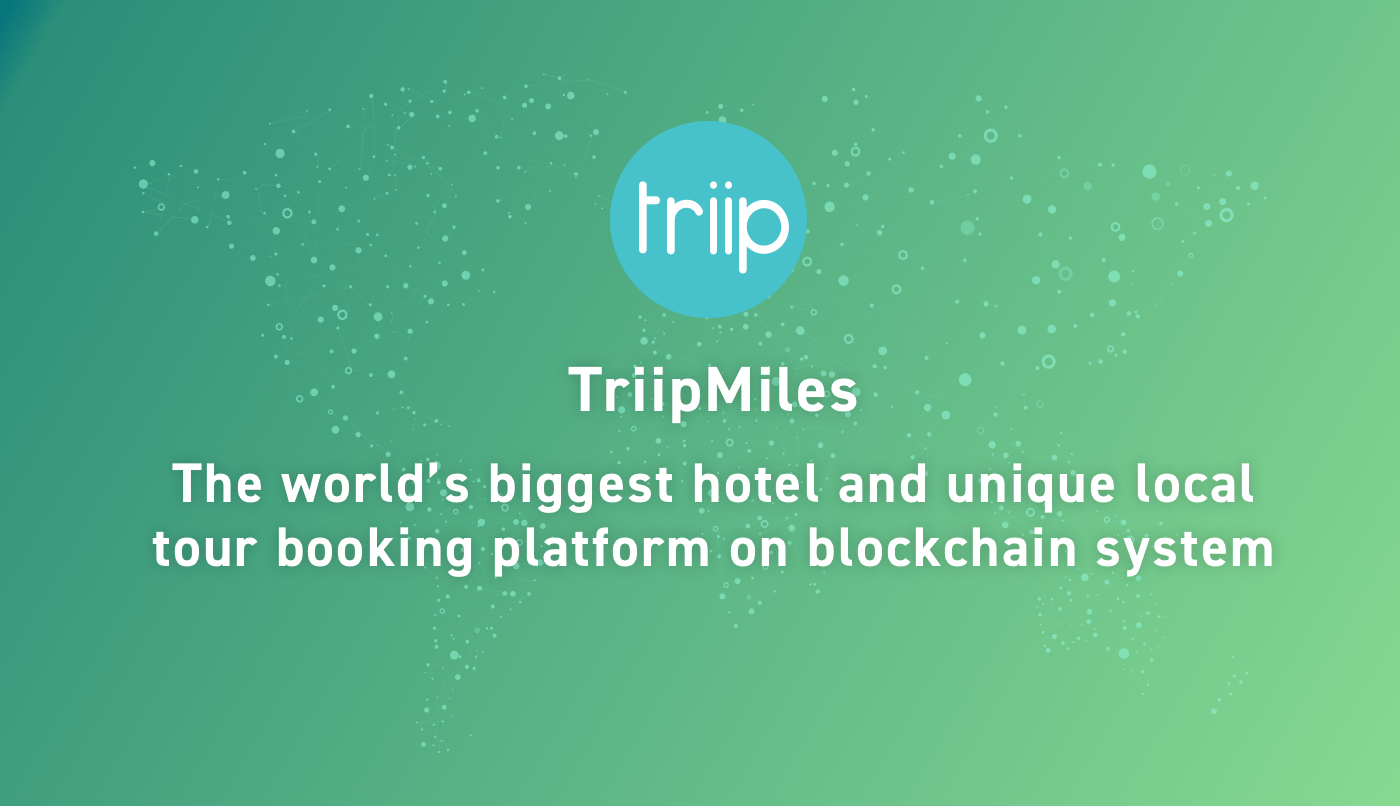 triip
TriipMiles
The world’s biggest hotel and unique local
tour booking platform on blockchain system